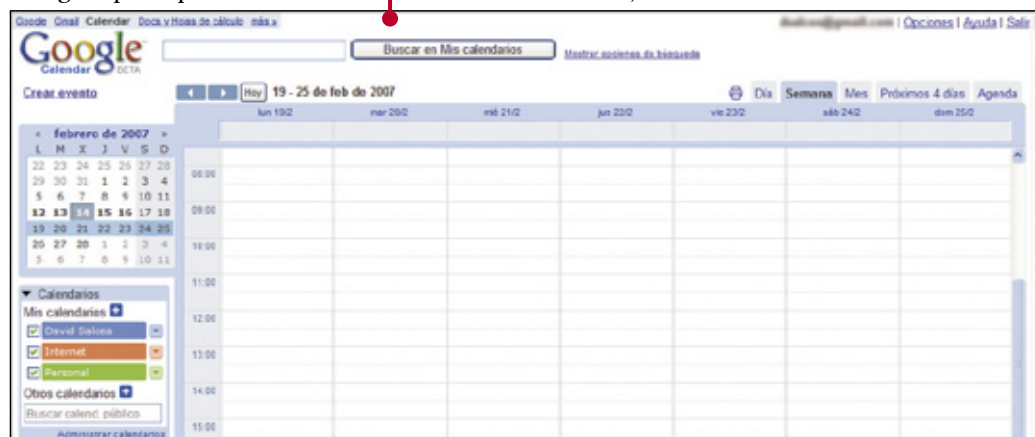 Google Gmail Calendar Docs y Hojas de cálculo más »
| Opciones | Ayuda | Salir
Google
Calendar BETA
Buscar en Mis calendarios
Mostrar opciones de búsqueda
Crear evento
Hoy 19 - 25 de feb de 2007
Día Semana Mes Próximos 4 días Agenda
lun 19/2 mar 20/2 mié 21/2 jue 22/2 vie 23/2 sáb 24/2 dom 25/2
« febrero de 2007 »
L M X J V S D
22 23 24 25 26 27 28
29 30 31 1 2 3 4
5 6 7 8 9 10 11
12 13 14 15 16 17 18
19 20 21 22 23 24 25
26 27 28 1 2 3 4
5 6 7 8 9 10 11
08:00
09:00
10:00
11:00
12:00
13:00
14:00
15:00
Calendarios
Mis calendarios
David Salces
Internet
Personal
Otros calendarios
Buscar calend. público
Administrar calendarios